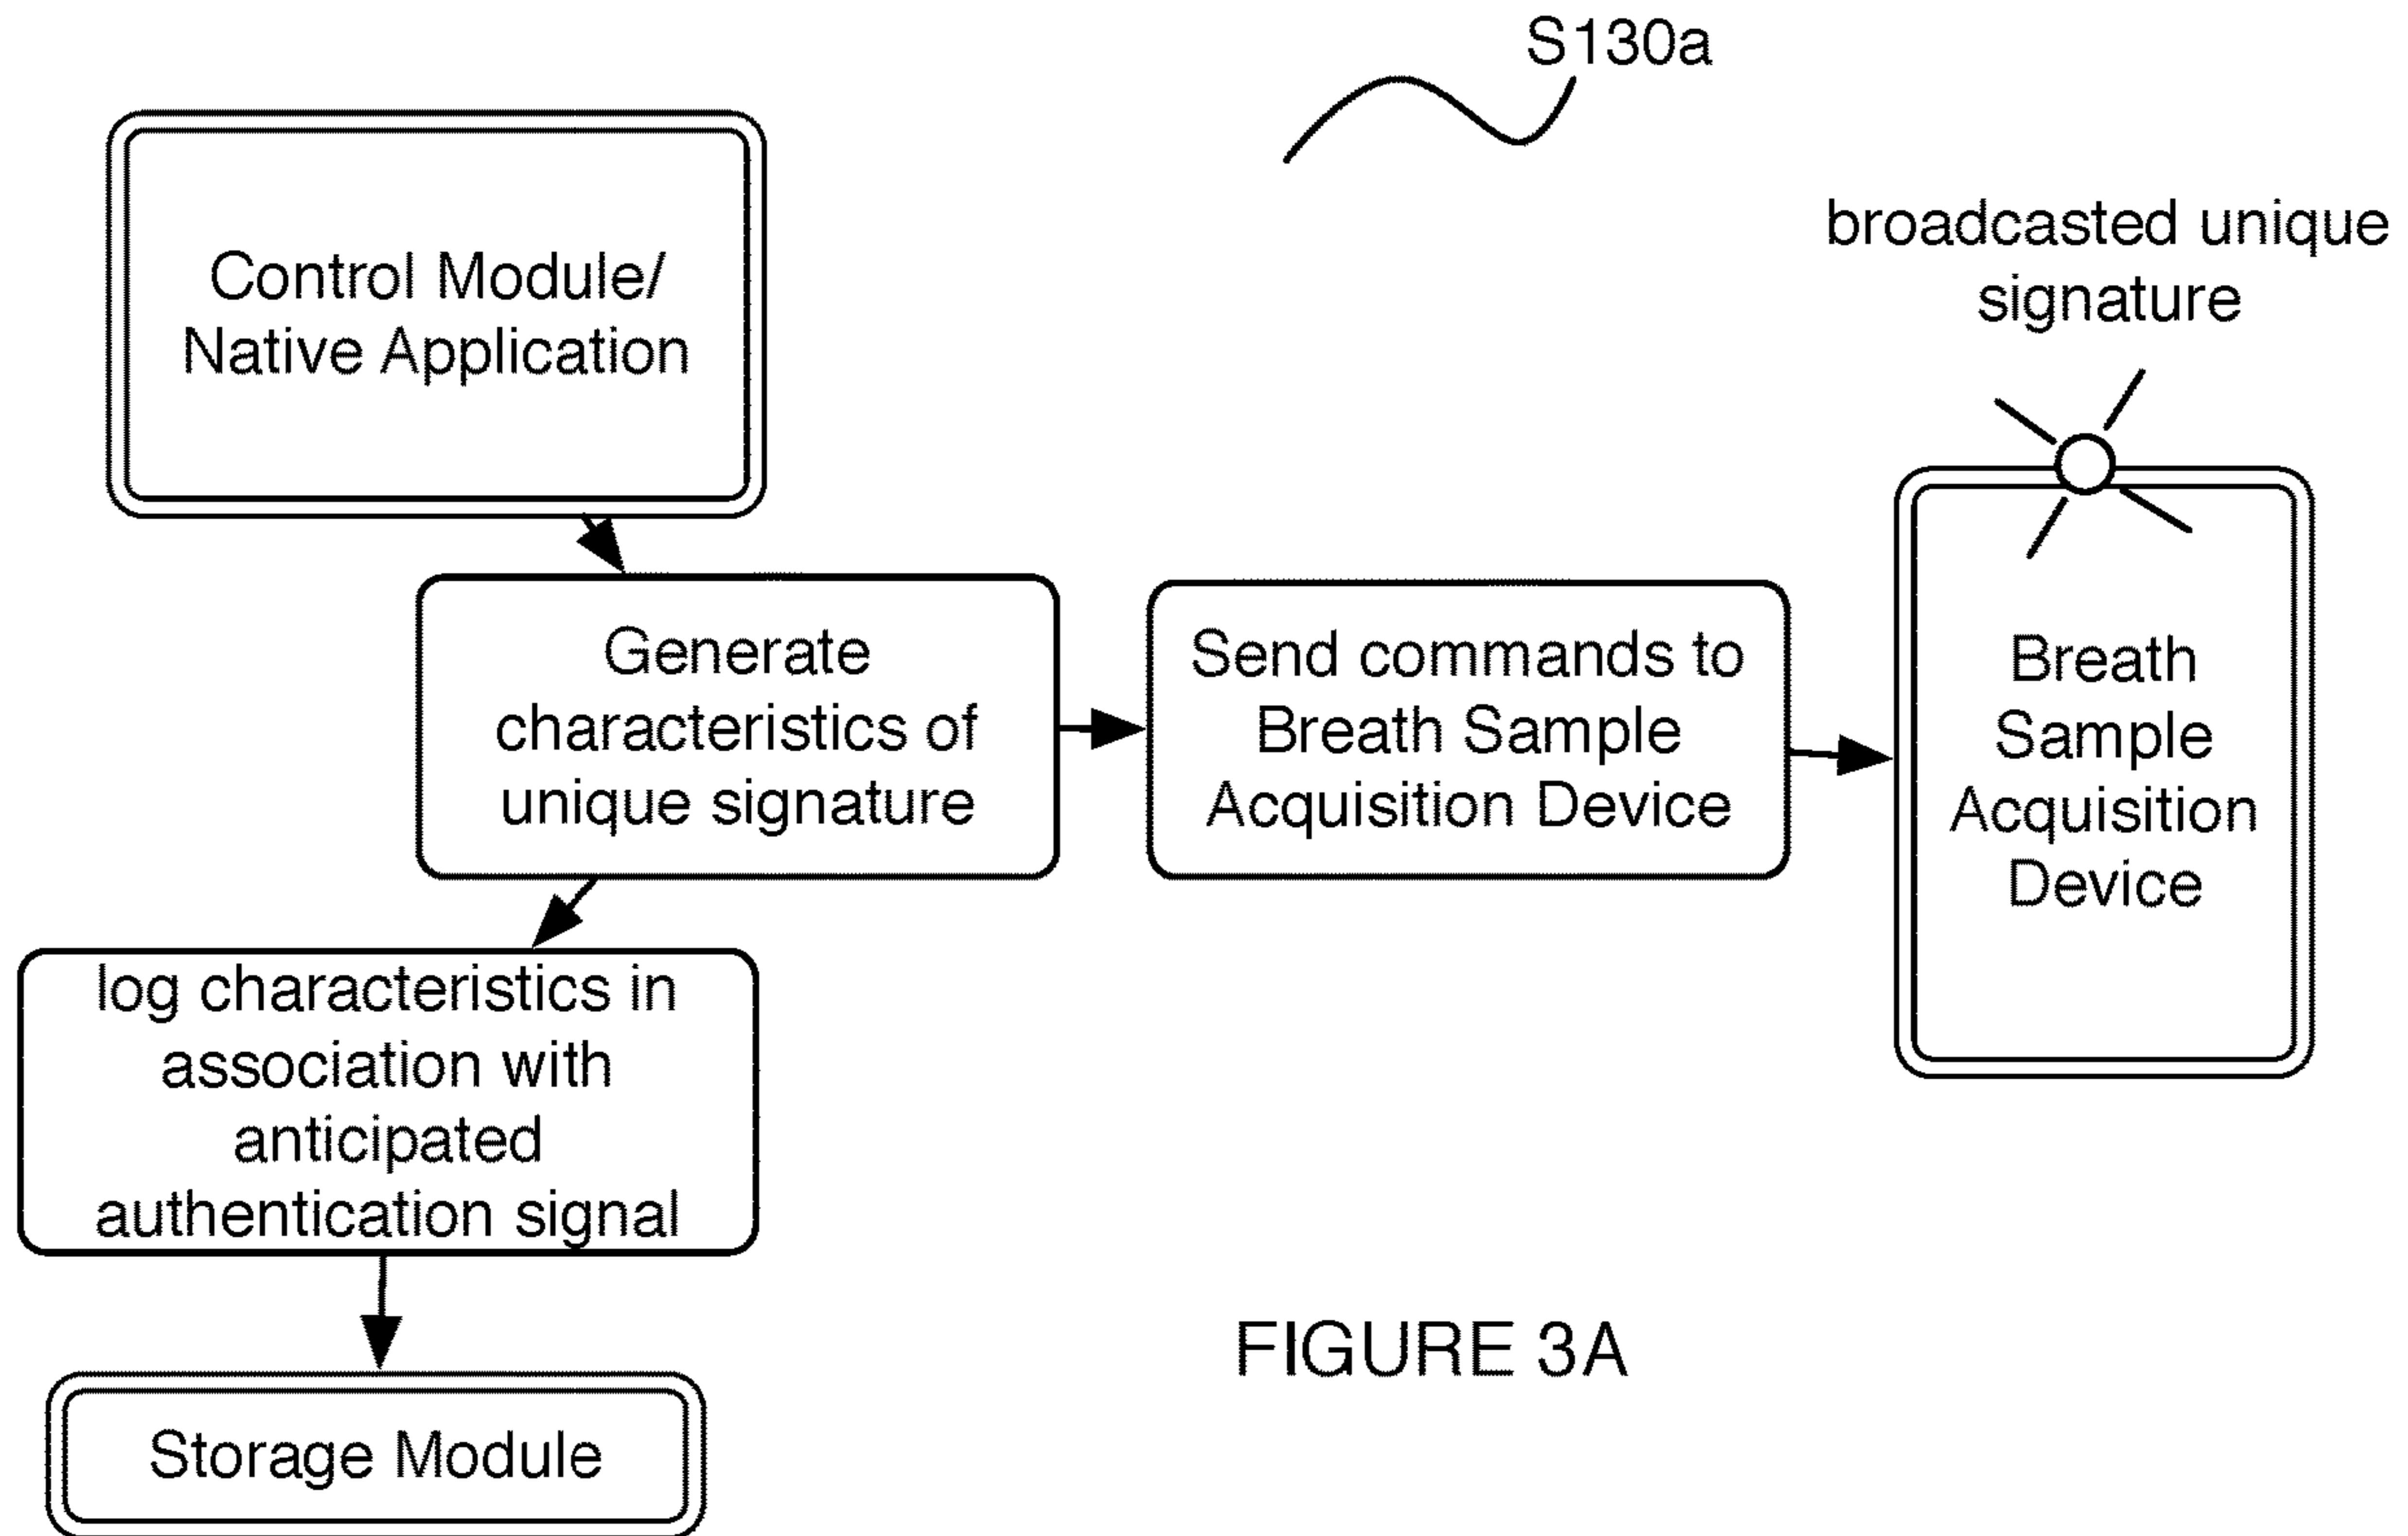 S130a
Control Module/
Native Application
broadcasted unique
signature
Generate
characteristics of
unique signature
Send commands to
Breath Sample
Acquisition Device
Breath
Sample
Acquisition
Device
log characteristics in
association with
anticipated
authentication signal
Storage Module
FIGURE 3A